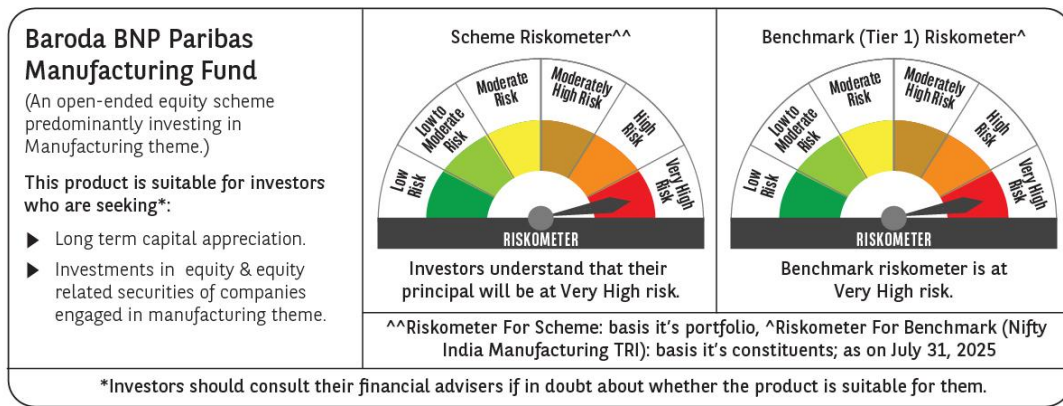 Baroda BNP Paribas
Manufacturing Fund
(An open-ended equity scheme
predominantly investing in
Manufacturing theme.)
This product is suitable for investors
who are seeking*:
▶ Long term capital appreciation.
▶ Investments in equity & equity
related securities of companies
engaged in manufacturing theme.
Scheme Riskometer^^
Low
Risk
Low to
Moderate
Risk
Moderate
Risk
Moderately
High Risk
High
Risk
Very High
Risk
RISKOMETER
Investors understand that their
principal will be at Very High risk.
Benchmark (Tier 1) Riskometer^
Low
Risk
Low to
Moderate
Risk
Moderate
Risk
Moderately
High Risk
High
Risk
Very High
Risk
RISKOMETER
Benchmark riskometer is at
Very High risk.
^^Riskometer For Scheme: basis it's portfolio, ^Riskometer For Benchmark (Nifty
India Manufacturing TRI): basis it's constituents; as on July 31, 2025
*Investors should consult their financial advisers if in doubt about whether the product is suitable for them.